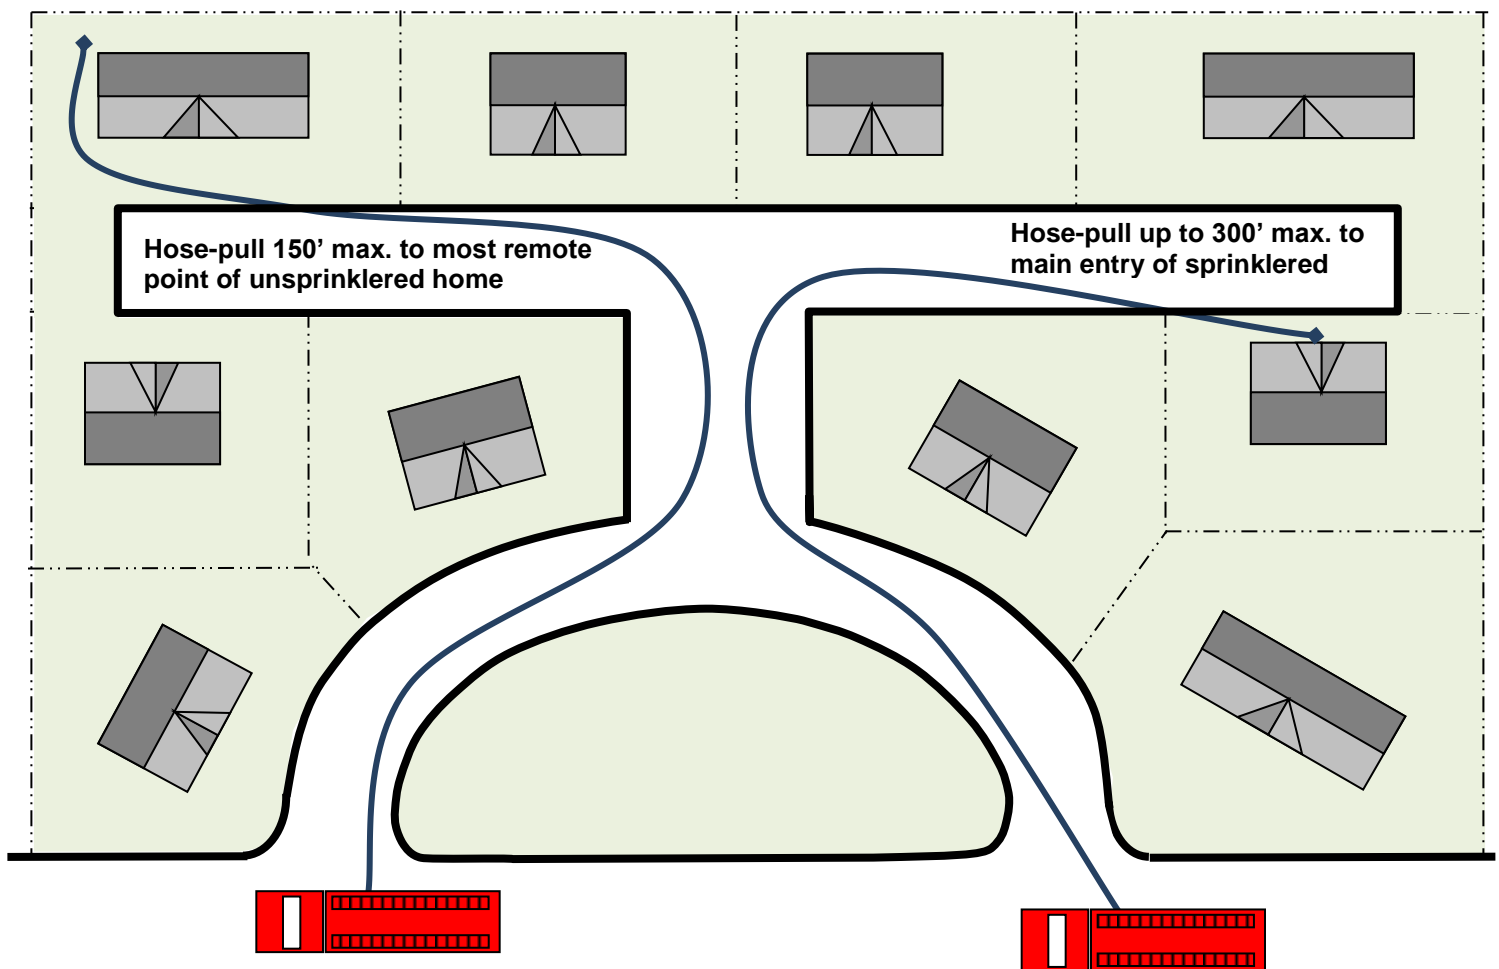 Hose-pull 150’ max. to most remote
point of unsprinklered home
Hose-pull up to 300’ max. to
main entry of sprinklered